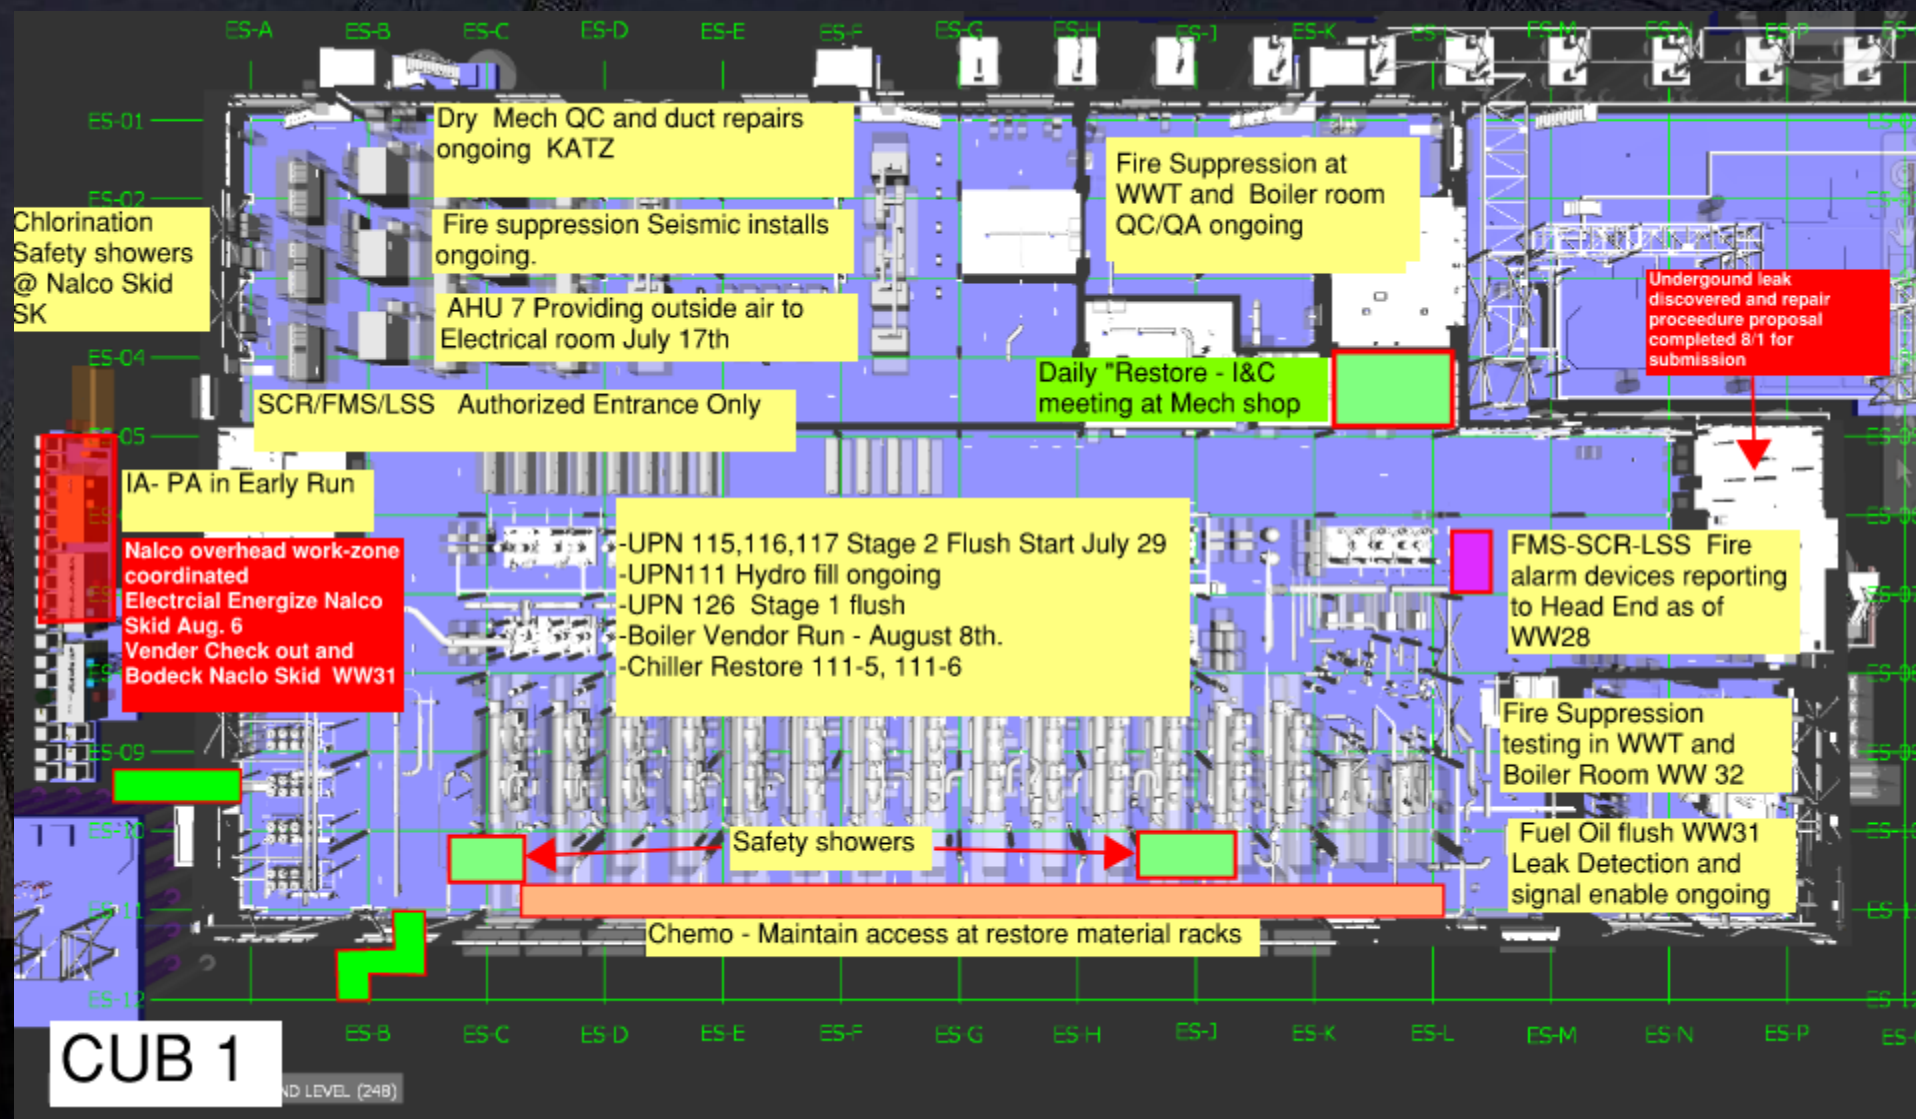 ES-A ES-B ES-C ES-D ES-E ES-F ES-G ES-H ES-J ES-K ES-L ES-M ES-N ES-P
ES-01
Dry Mech QC and duct repairs
ongoing KATZ
Fire Suppression at
WWT and Boiler room
QC/QA ongoing
ES-02
Chlorination
Safety showers
@ Nalco Skid
SK
Fire suppression Seismic installs
ongoing.
AHU 7 Providing outside air to
Electrical room July 17th
Undergound leak
discovered and repair
proceedure proposal
completed 8/1 for
submission
ES-04
Daily "Restore - I&C
meeting at Mech shop
SCR/FMS/LSS Authorized Entrance Only
ES-05
IA- PA in Early Run
Nalco overhead work-zone
coordinated
Electrcial Energize Nalco
Skid Aug. 6
Vender Check out and
Bodeck Naclo Skid WW31
-UPN 115,116,117 Stage 2 Flush Start July 29
-UPN111 Hydro fill ongoing
-UPN 126 Stage 1 flush
-Boiler Vendor Run - August 8th.
-Chiller Restore 111-5, 111-6
FMS-SCR-LSS Fire
alarm devices reporting
to Head End as of
WW28
Fire Suppression
testing in WWT and
Boiler Room WW 32
ES-09
ES-10
Safety showers
Fuel Oil flush WW31
Leak Detection and
signal enable ongoing
ES-11
Chemo - Maintain access at restore material racks
ES-12
ES-B ES-C ES-D ES-E ES-F ES-G ES-H ES-J ES-K ES-L ES-M ES-N ES-P
CUB 1
ND LEVEL (248)